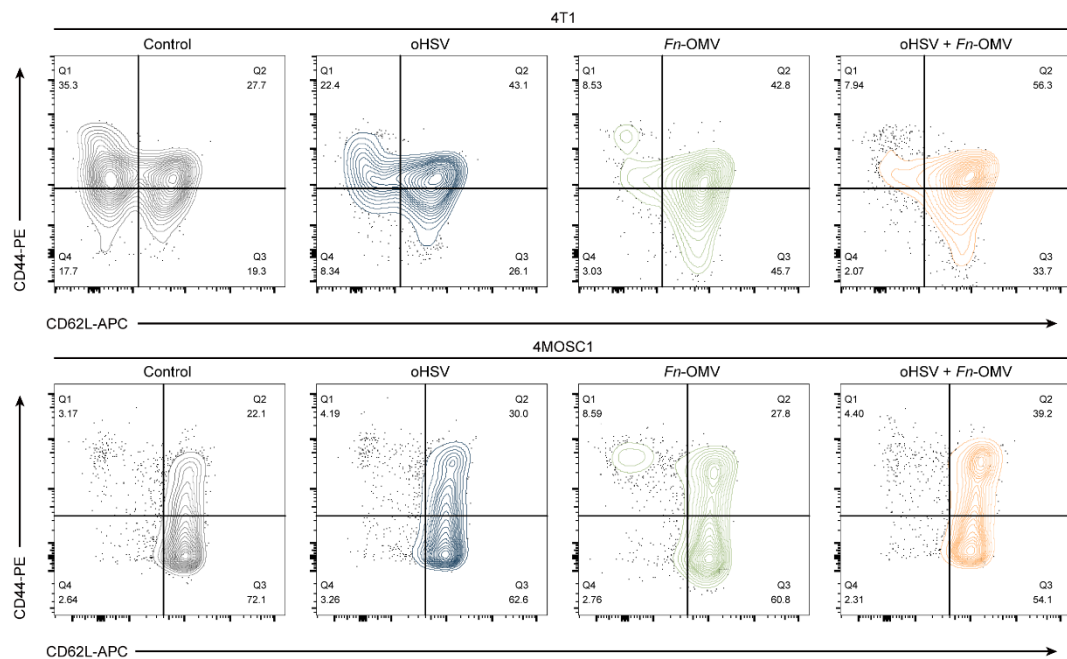 4T1
Control
oHSV
Fn-OMV
oHSV + Fn-OMV
Q1
35.3
Q2
27.7
Q4
17.7
Q3
19.3
Q1
22.4
Q2
43.1
Q4
8.34
Q3
26.1
Q1
8.53
Q2
42.8
Q4
3.03
Q3
45.7
Q1
7.94
Q2
56.3
Q4
2.07
Q3
33.7
CD44-PE
CD62L-APC
4MOSC1
Control
oHSV
Fn-OMV
oHSV + Fn-OMV
Q1
3.17
Q2
22.1
Q4
2.64
Q3
72.1
Q1
4.19
Q2
30.0
Q4
3.26
Q3
62.6
Q1
8.59
Q2
27.8
Q4
2.76
Q3
60.8
Q1
4.40
Q2
39.2
Q4
2.31
Q3
54.1
CD44-PE
CD62L-APC